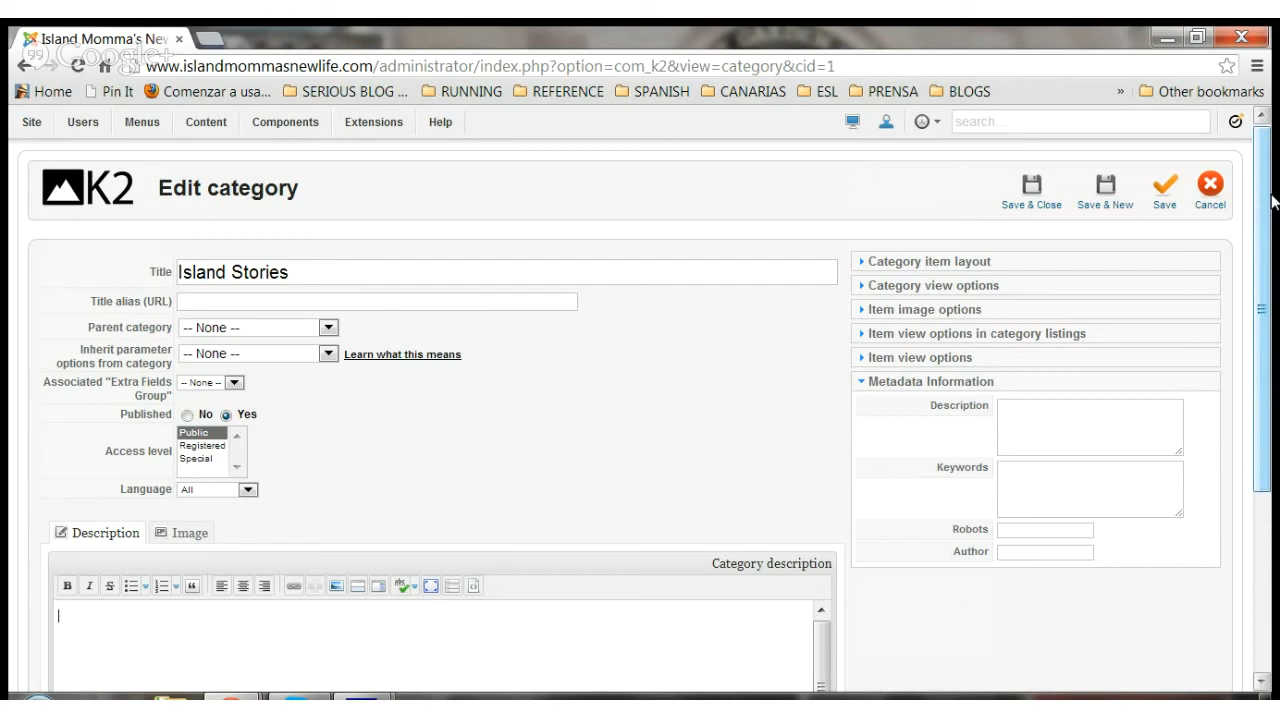 Island Momma's New
99 Google+
www.islandmommasnewlife.com/administrator/index.php?option=com_k2&view=category&cid=1
Home Pin It Comenzar a usa... SERIOUS BLOG ... RUNNING REFERENCE SPANISH CANARIAS ESL PRENSA BLOGS » Other bookmarks
Site Users Menus Content Components Extensions Help search...
K2 Edit category
Save & Close Save & New Save Cancel
Title Island Stories
Title alias (URL)
Parent category -- None --
Inherit parameter
options from category -- None -- Learn what this means
Associated "Extra Fields
Group" -- None --
Published No Yes
Access level Public
Registered
Special
Language All
Category item layout
Category view options
Item image options
Item view options in category listings
Item view options
Metadata Information
Description
Keywords
Robots
Author
Description Image
Category description
B I S ABC